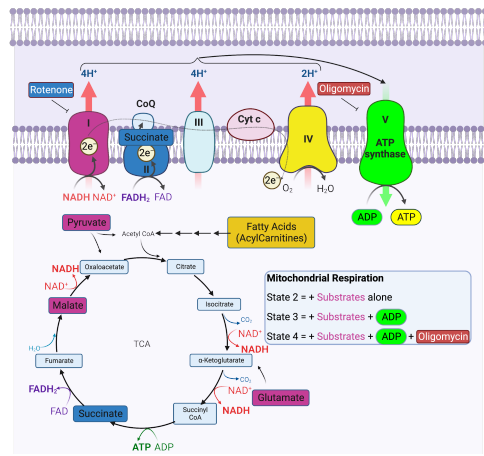 4H⁺ 4H⁺ 2H⁺
Rotenone
Oligomycin
CoQ
Cyt c
I
2e⁻
Succinate
2e⁻
II
III
IV
V
ATP
synthase
2e⁻
O₂
H₂O
NADH NAD⁺
FADH₂ FAD
ADP
ATP
Pyruvate
Acetyl CoA
Fatty Acids
(AcylCarnitines)
NADH
Oxaloacetate
Citrate
NAD⁺
Malate
Isocitrate
CO₂
NAD⁺
NADH
H₂O
TCA
Fumarate
α-Ketoglutarate
CO₂
NAD⁺
NADH
Glutamate
FADH₂
FAD
Succinate
Succinyl
CoA
ATP ADP
Mitochondrial Respiration
State 2 = + Substrates alone
State 3 = + Substrates + ADP
State 4 = + Substrates + ADP + Oligomycin